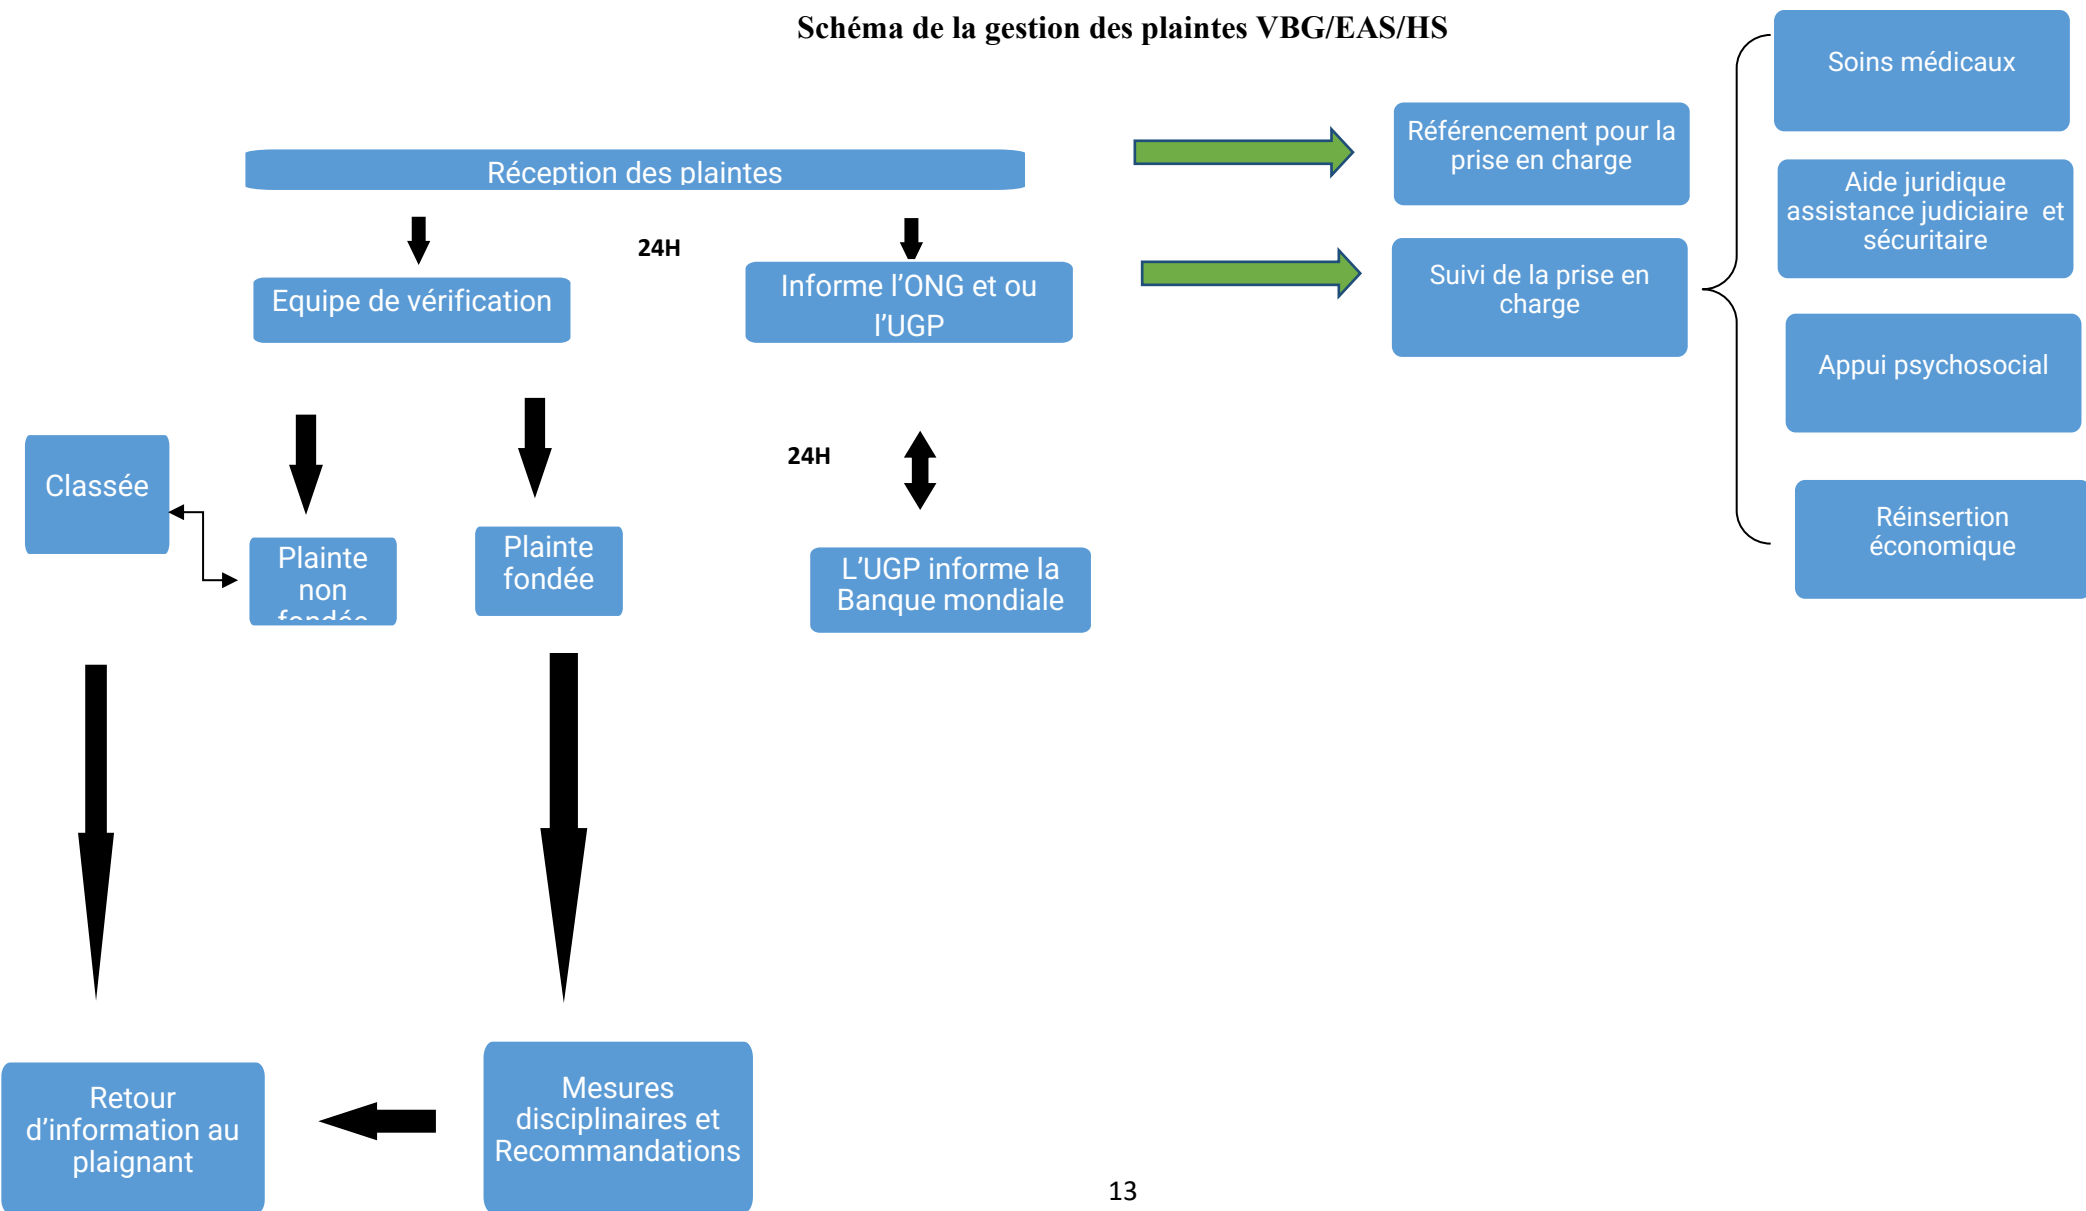 Schéma de la gestion des plaintes VBG/EAS/HS
Réception des plaintes
24H
Equipe de vérification
Informe l’ONG et ou
l’UGP
Référencement pour la
prise en charge
Suivi de la prise en
charge
Soins médicaux
Aide juridique
assistance judiciaire et
sécuritaire
Appui psychosocial
Réinsertion
économique
Classée
Plainte
non
fondée
Plainte
fondée
24H
L’UGP informe la
Banque mondiale
Retour
d’information au
plaignant
Mesures
disciplinaires et
Recommandations
13